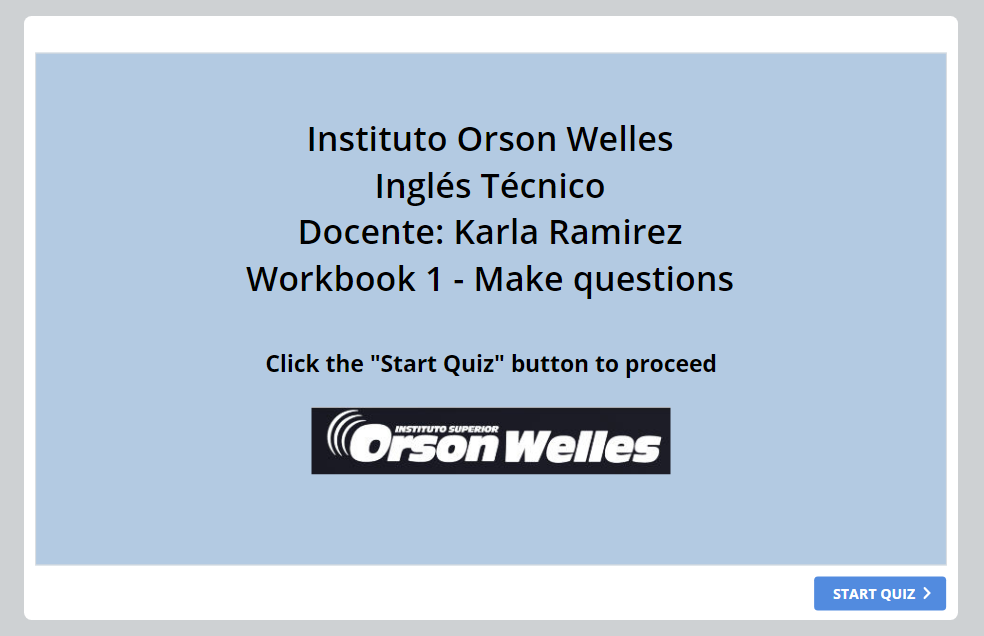 Instituto Orson Welles
Inglés Técnico
Docente: Karla Ramirez
Workbook 1 - Make questions
Click the "Start Quiz" button to proceed
INSTITUTO SUPERIOR
Orson Welles
START QUIZ